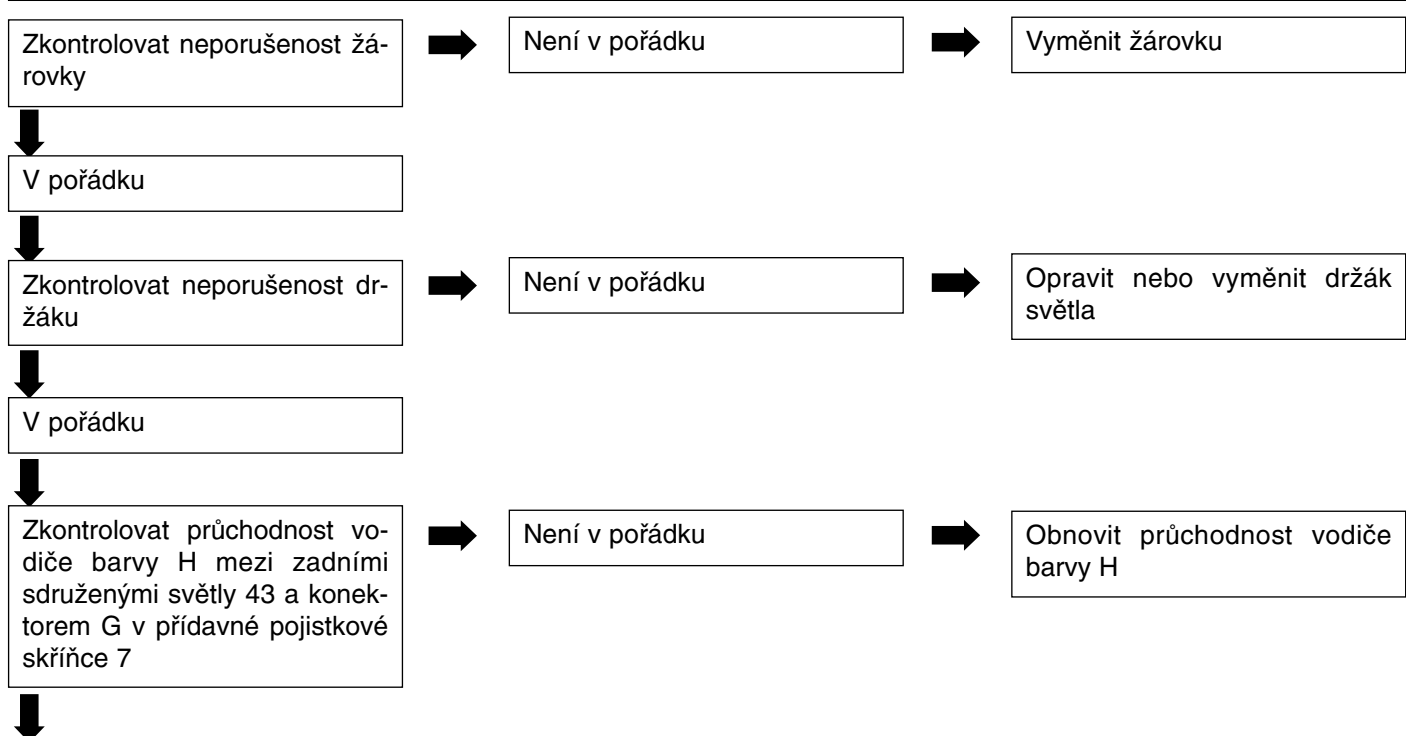 Zkontrolovat neporušenost žá-
rovky
Není v pořádku
Vyměnit žárovku
V pořádku
Zkontrolovat neporušenost dr-
žáku
Není v pořádku
Opravit nebo vyměnit držák
světla
V pořádku
Zkontrolovat průchodnost vo-
diče barvy H mezi zadními
sdruženými světly 43 a konek-
torem G v přídavné pojistkové
skříňce 7
Není v pořádku
Obnovit průchodnost vodiče
barvy H